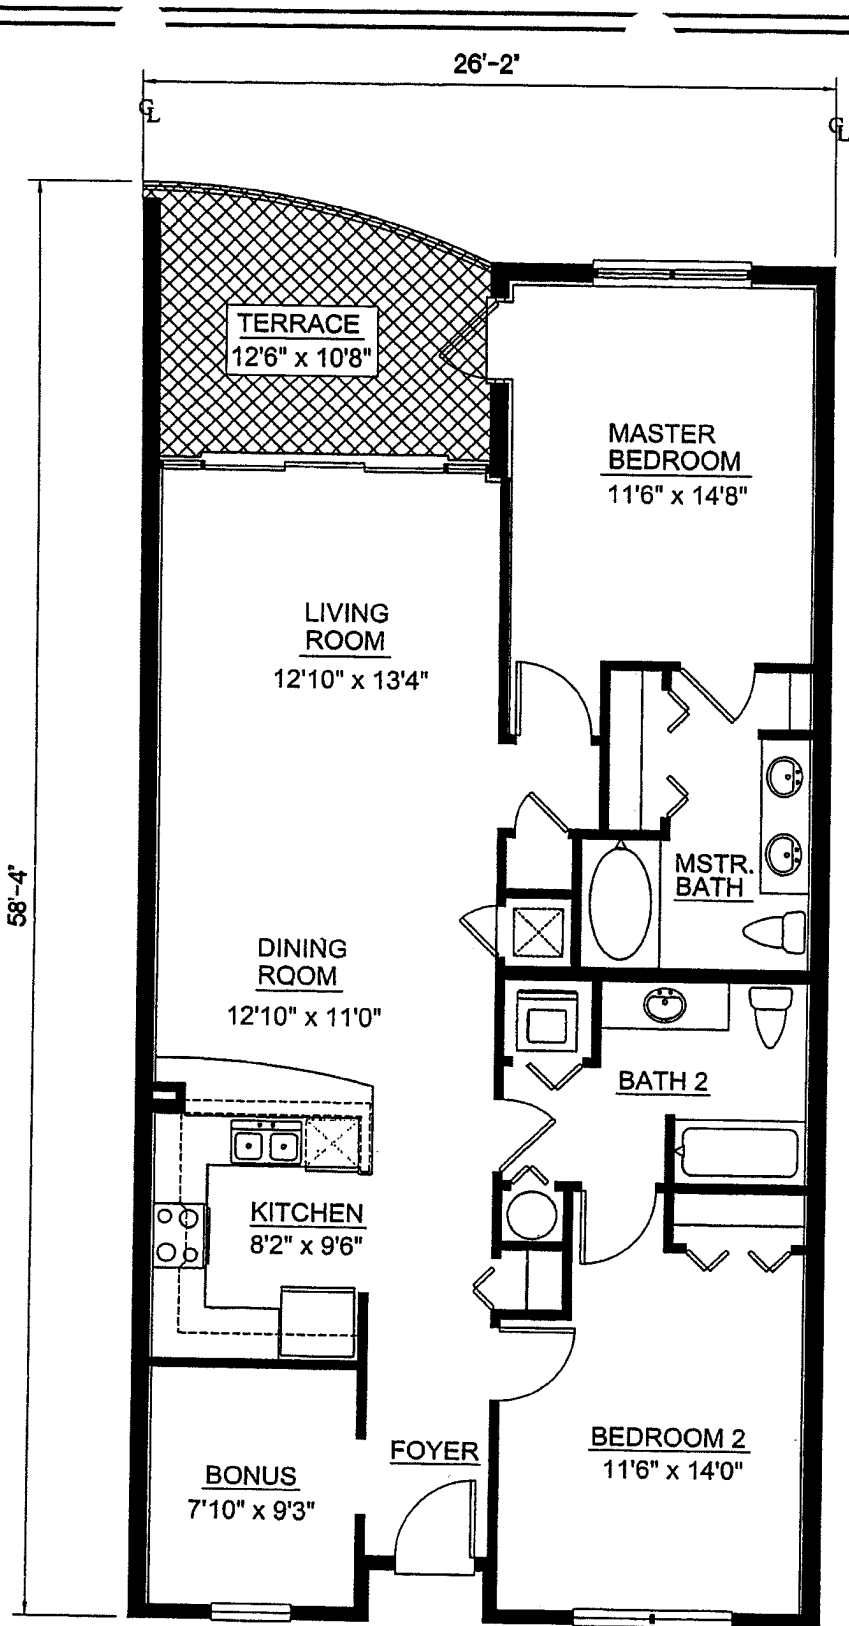 26'-2"
CL
CL
TERRACE
12'6" x 10'8"
MASTER
BEDROOM
11'6" x 14'8"
LIVING
ROOM
12'10" x 13'4"
58'-4"
MSTR.
BATH
DINING
ROOM
12'10" x 11'0"
BATH 2
KITCHEN
8'2" x 9'6"
FOYER
BEDROOM 2
11'6" x 14'0"
BONUS
7'10" x 9'3"